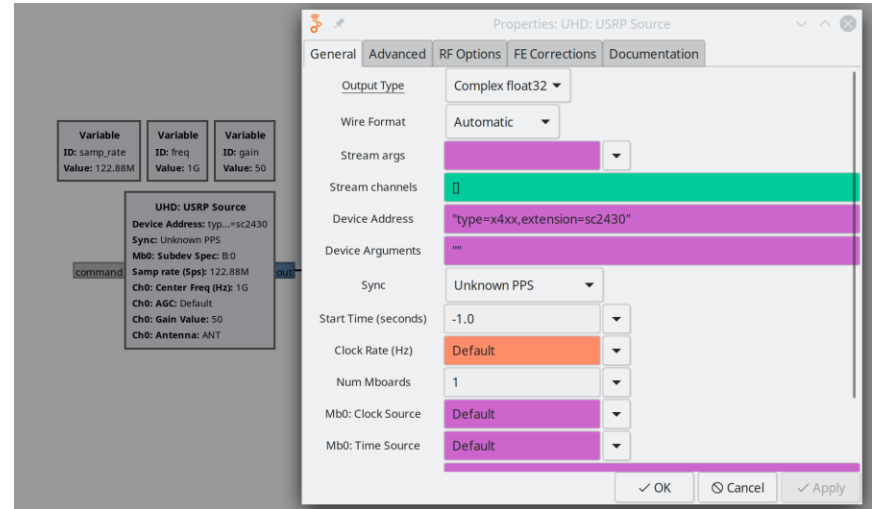 Properties: UHD: USRP Source
General Advanced RF Options FE Corrections Documentation
Output Type Complex float32
Wire Format Automatic
Stream args
Stream channels []
Device Address "type=x4xx,extension=sc2430"
Device Arguments ""
Sync Unknown PPS
Start Time (seconds) -1.0
Clock Rate (Hz) Default
Num Mboards 1
Mb0: Clock Source Default
Mb0: Time Source Default
OK Cancel Apply
Variable
ID: samp_rate
Value: 122.88M
Variable
ID: freq
Value: 1G
Variable
ID: gain
Value: 50
UHD: USRP Source
Device Address: typ...=sc2430
Sync: Unknown PPS
Mb0: Subdev Spec: B:0
Samp rate (Sps): 122.88M
Ch0: Center Freq (Hz): 1G
Ch0: AGC: Default
Ch0: Gain Value: 50
Ch0: Antenna: ANT
command
out